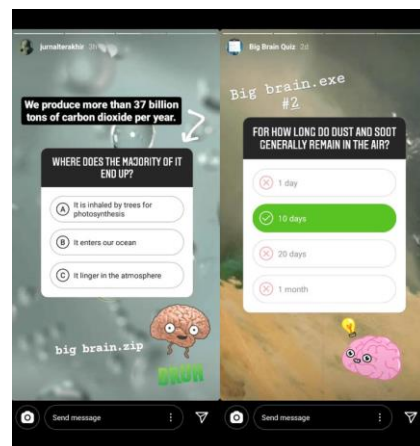 jurnalterakhir 3h
We produce more than 37 billion
tons of carbon dioxide per year.
WHERE DOES THE MAJORITY OF IT
END UP?
A It is inhaled by trees for
photosynthesis
B It enters our ocean
C It linger in the atmosphere
big brain.zip
BRUH
Send message
Big Brain Quiz 2d
Big brain.exe
#2
FOR HOW LONG DO DUST AND SOOT
GENERALLY REMAIN IN THE AIR?
1 day
10 days
20 days
1 month
Send message